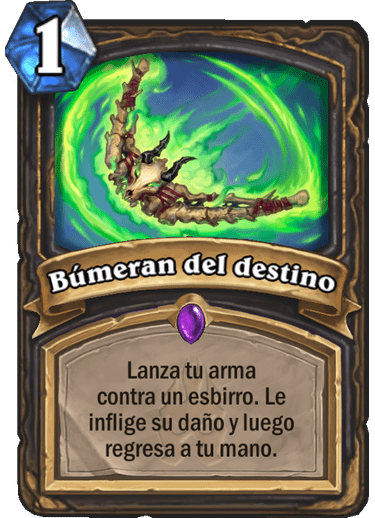 1
Búmeran del destino
Lanza tu arma
contra un esbirro. Le
inflige su daño y luego
regresa a tu mano.